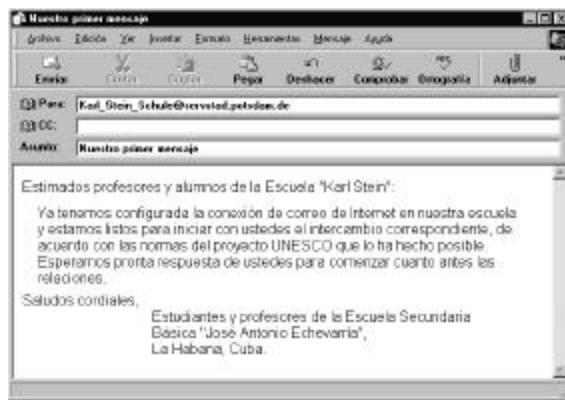 Nuestro primer mensaje
Archivo Edición Ver Insertar Formato Herramientas Mensaje Ayuda
Enviar Cortar Copiar Pegar Deshacer Comprobar Ortografía Adjuntar
Para: Karl_Stein_Schule@servstad.potsdam.de
CC:
Asunto: Nuestro primer mensaje
Estimados profesores y alumnos de la Escuela "Karl Stein":
Ya tenemos configurada la conexión de correo de Internet en nuestra escuela
y estamos listos para iniciar con ustedes el intercambio correspondiente, de
acuerdo con las normas del proyecto UNESCO que lo ha hecho posible.
Esperamos pronta respuesta de ustedes para comenzar cuanto antes las
relaciones.
Saludos cordiales,
Estudiantes y profesores de la Escuela Secundaria
Básica "José Antonio Echevarría",
La Habana, Cuba.